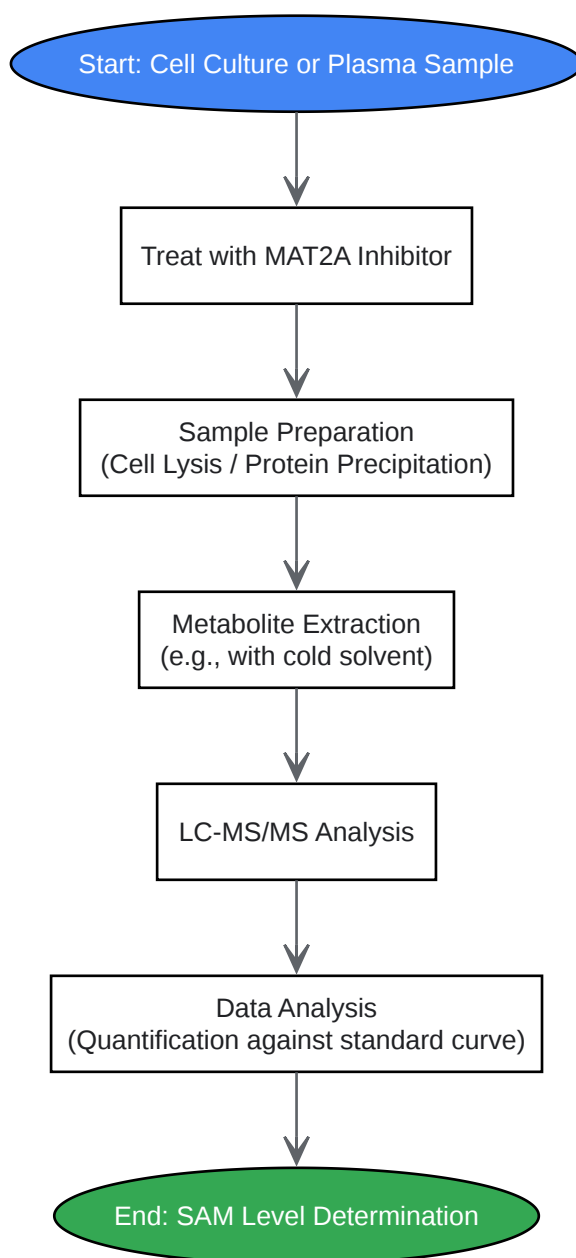 Start: Cell Culture or Plasma Sample
Treat with MAT2A Inhibitor
Sample Preparation
(Cell Lysis / Protein Precipitation)
Metabolite Extraction
(e.g., with cold solvent)
LC-MS/MS Analysis
Data Analysis
(Quantification against standard curve)
End: SAM Level Determination